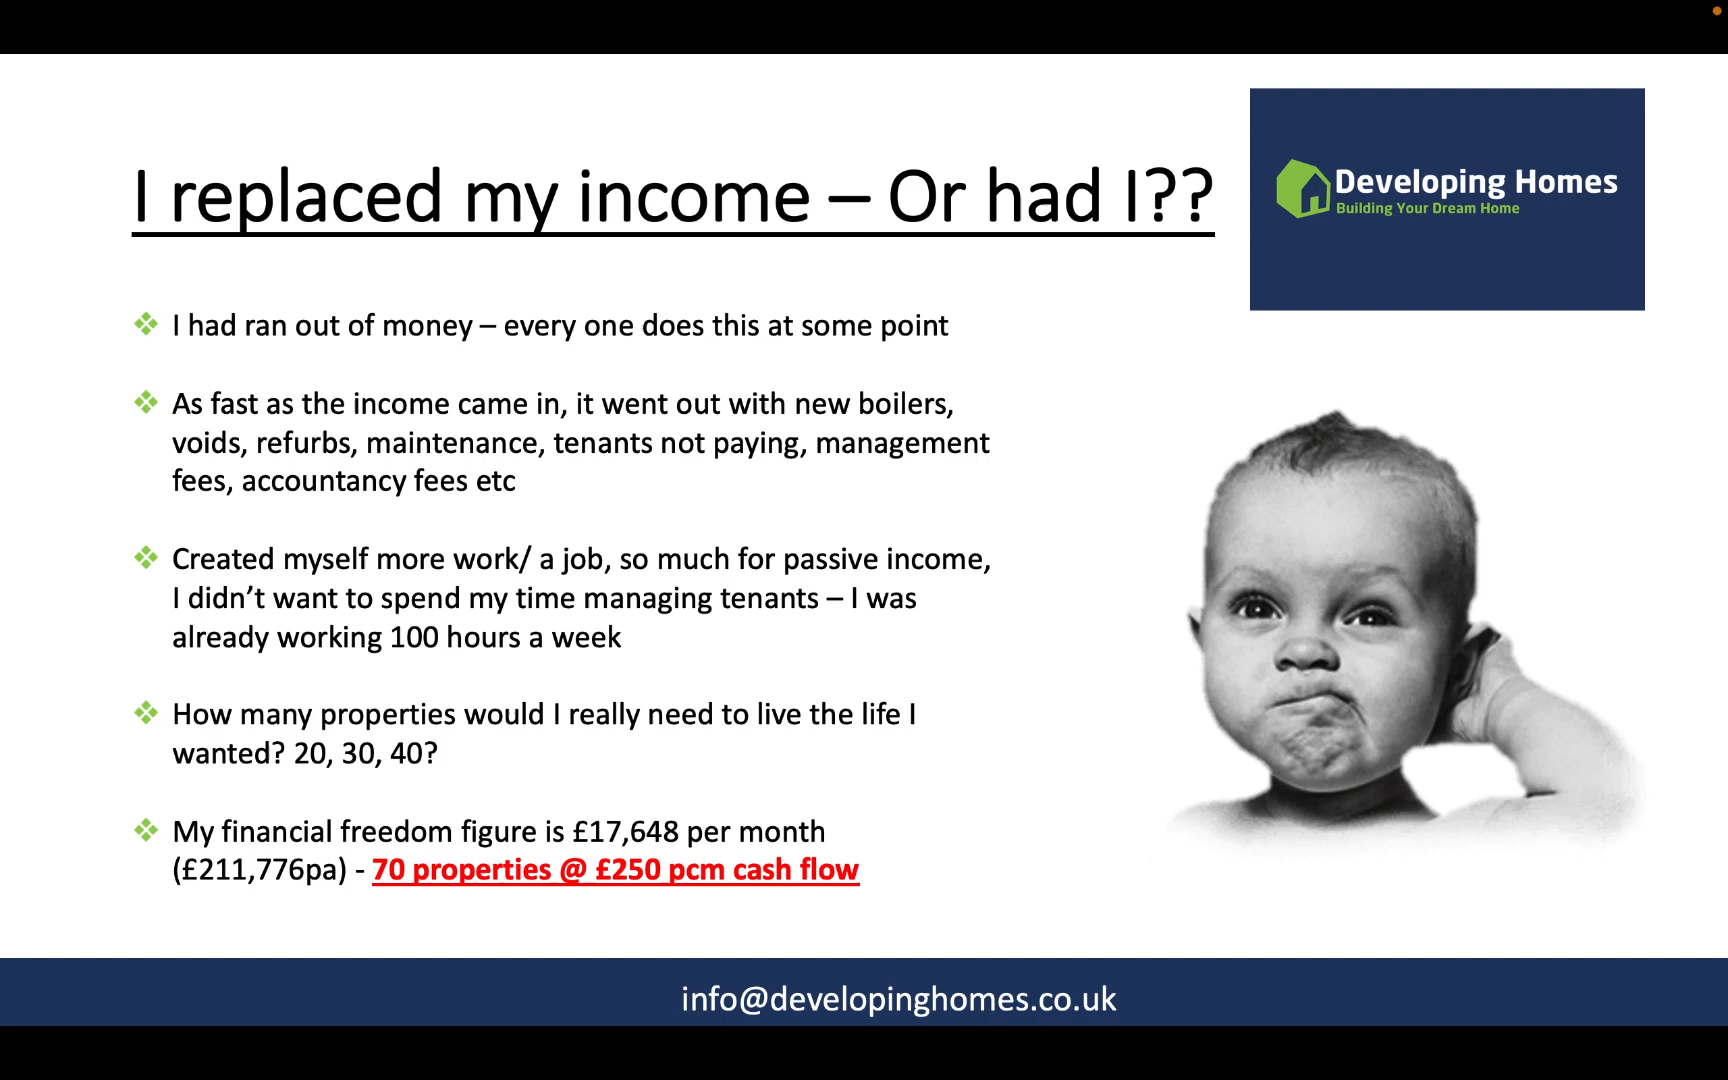 I replaced my income – Or had I??
Developing Homes
Building Your Dream Home
I had ran out of money – every one does this at some point
As fast as the income came in, it went out with new boilers,
voids, refurbs, maintenance, tenants not paying, management
fees, accountancy fees etc
Created myself more work/ a job, so much for passive income,
I didn’t want to spend my time managing tenants – I was
already working 100 hours a week
How many properties would I really need to live the life I
wanted? 20, 30, 40?
My financial freedom figure is £17,648 per month
(£211,776pa) - 70 properties @ £250 pcm cash flow
info@developinghomes.co.uk